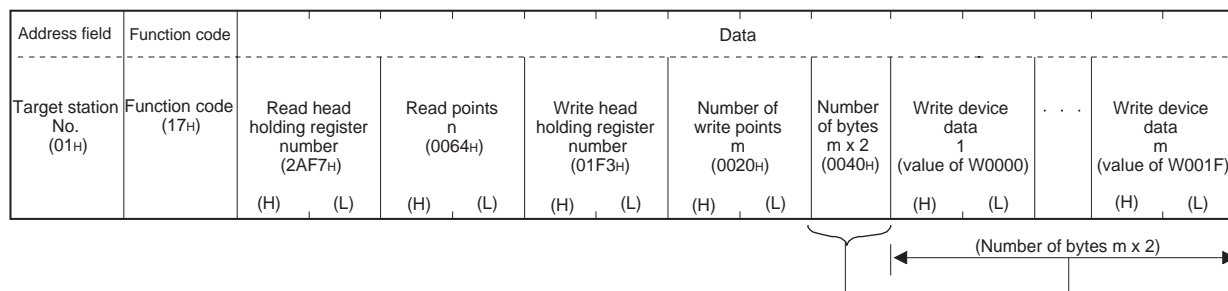 Address field Function code Data
Target station
No.
(01H)
Function code
(17H)
Read head
holding register
number
(2AF7H)
(H) (L)
Read points
n
(0064H)
(H) (L)
Write head
holding register
number
(01F3H)
(H) (L)
Number of
write points
m
(0020H)
(H) (L)
Number
of bytes
m x 2
(0040H)
Write device
data
1
(value of W0000)
(H) (L)
. . .
Write device
data
m
(value of W001F)
(H) (L)
(Number of bytes m x 2)